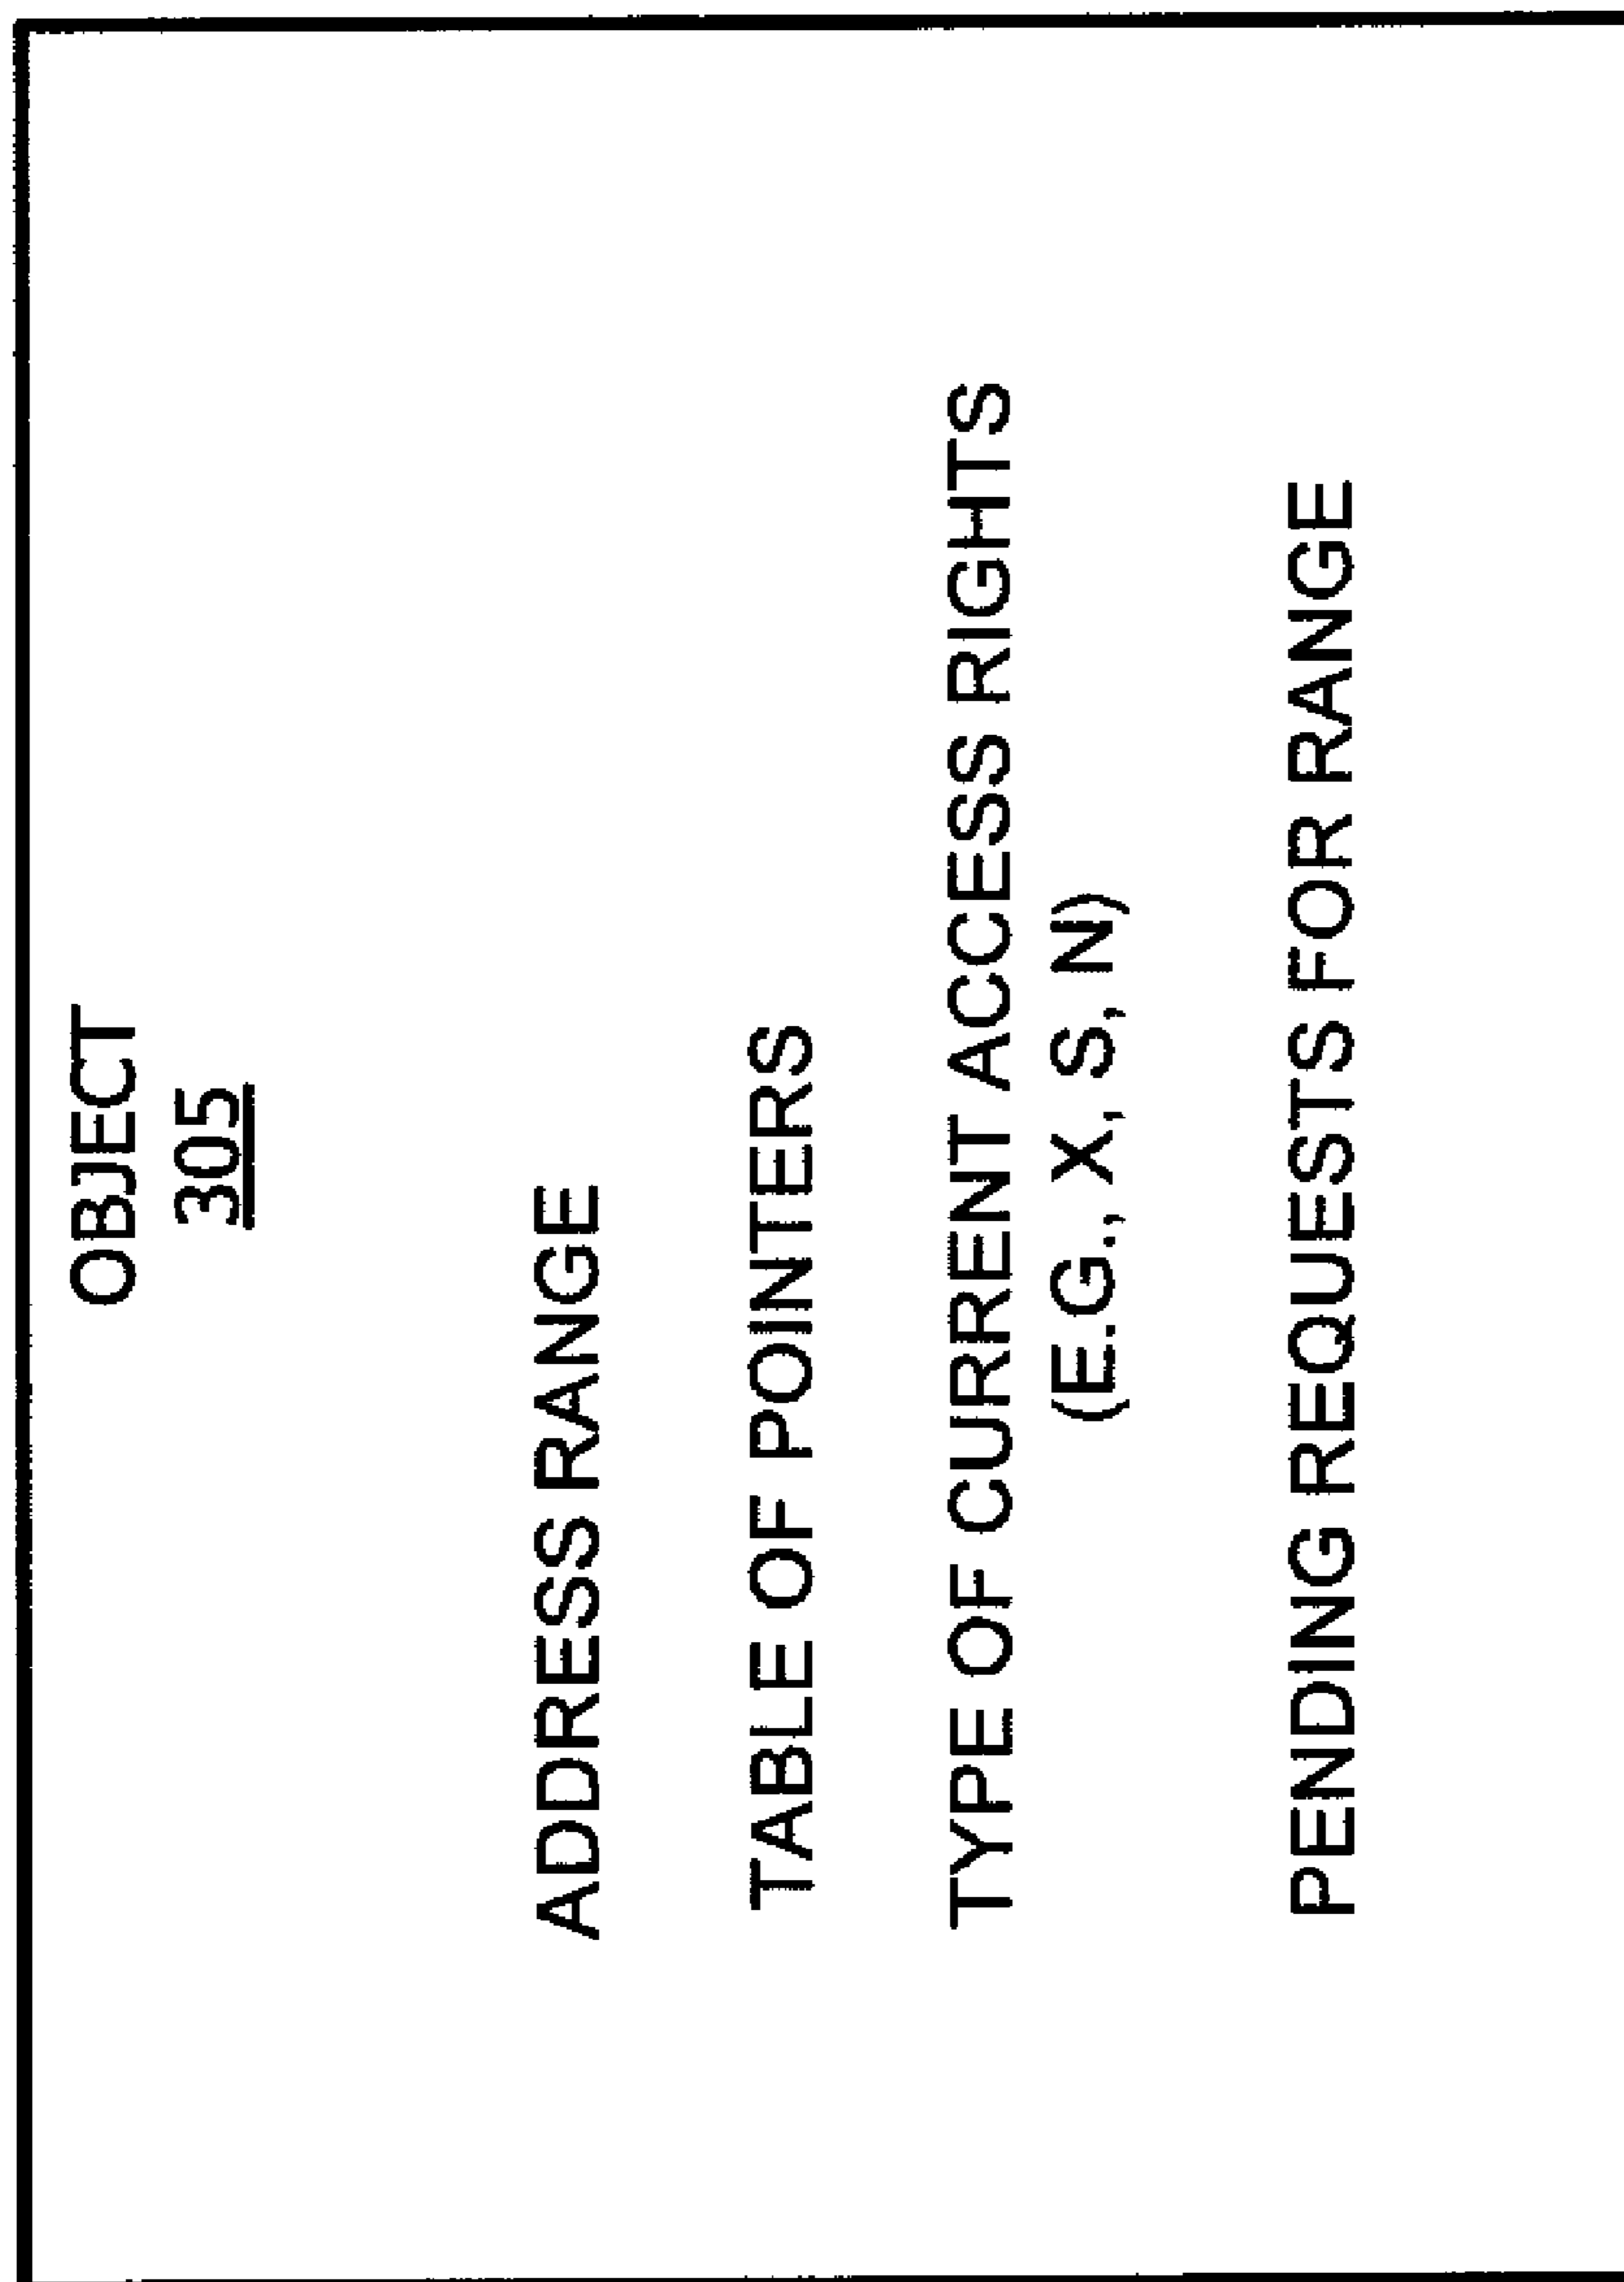 OBJECT
305
ADDRESS RANGE
TABLE OF POINTERS
TYPE OF CURRENT ACCESS RIGHTS
(E.G., X, S, N)
PENDING REQUESTS FOR RANGE